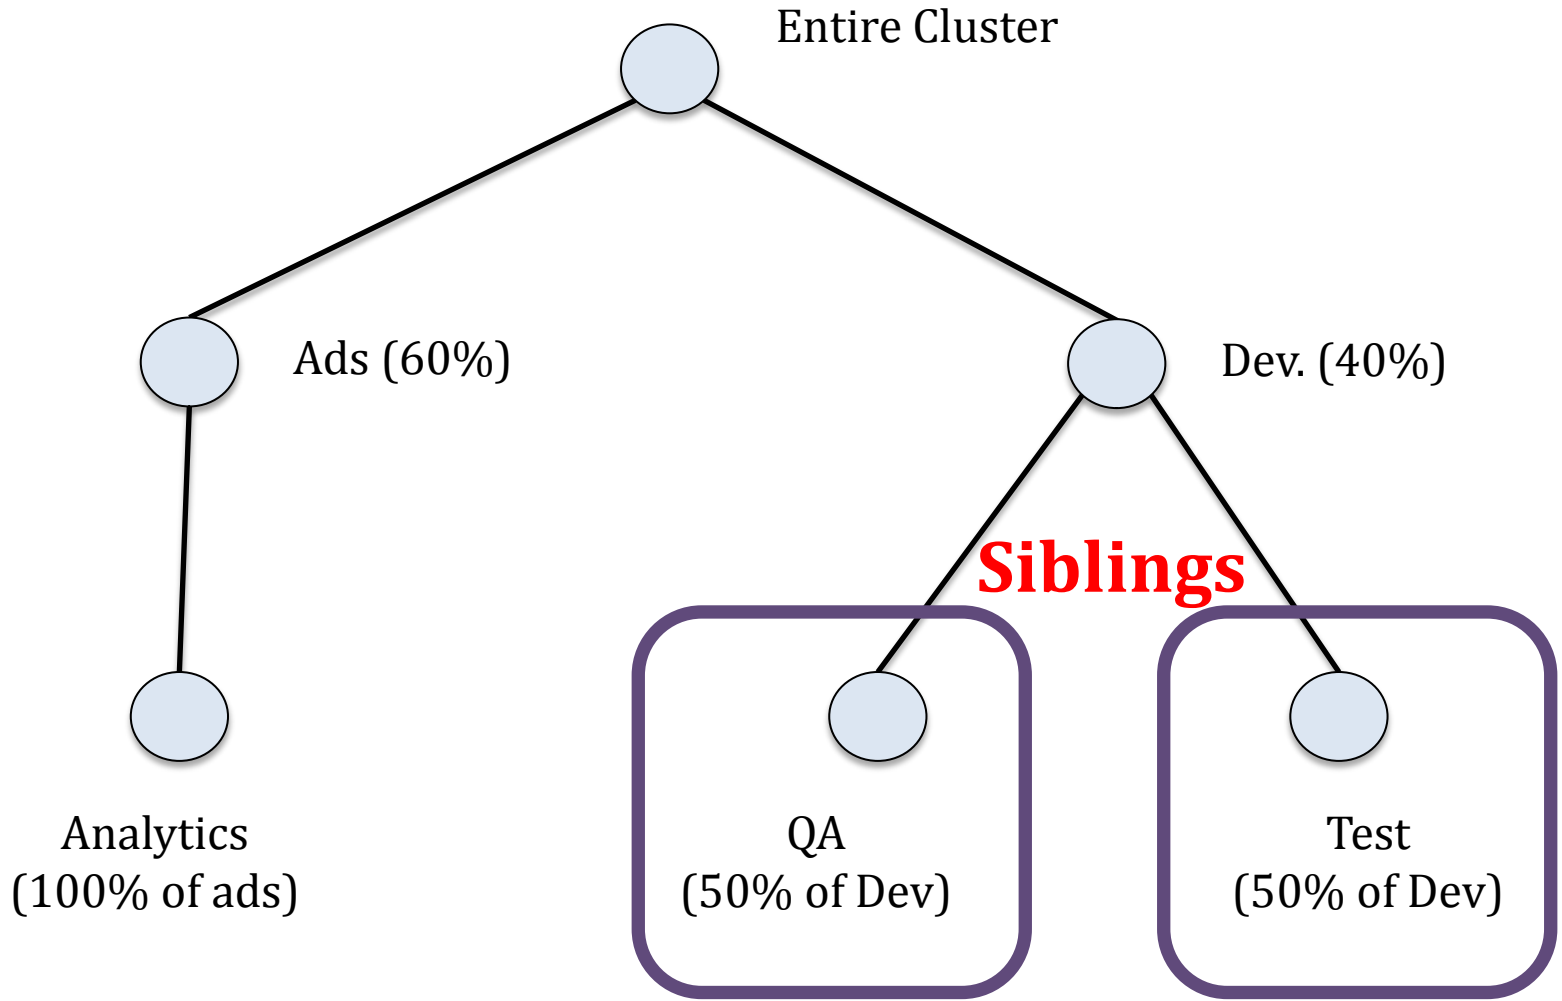 Entire Cluster
Ads (60%)
Dev. (40%)
Siblings
Analytics
(100% of ads)
QA
(50% of Dev)
Test
(50% of Dev)